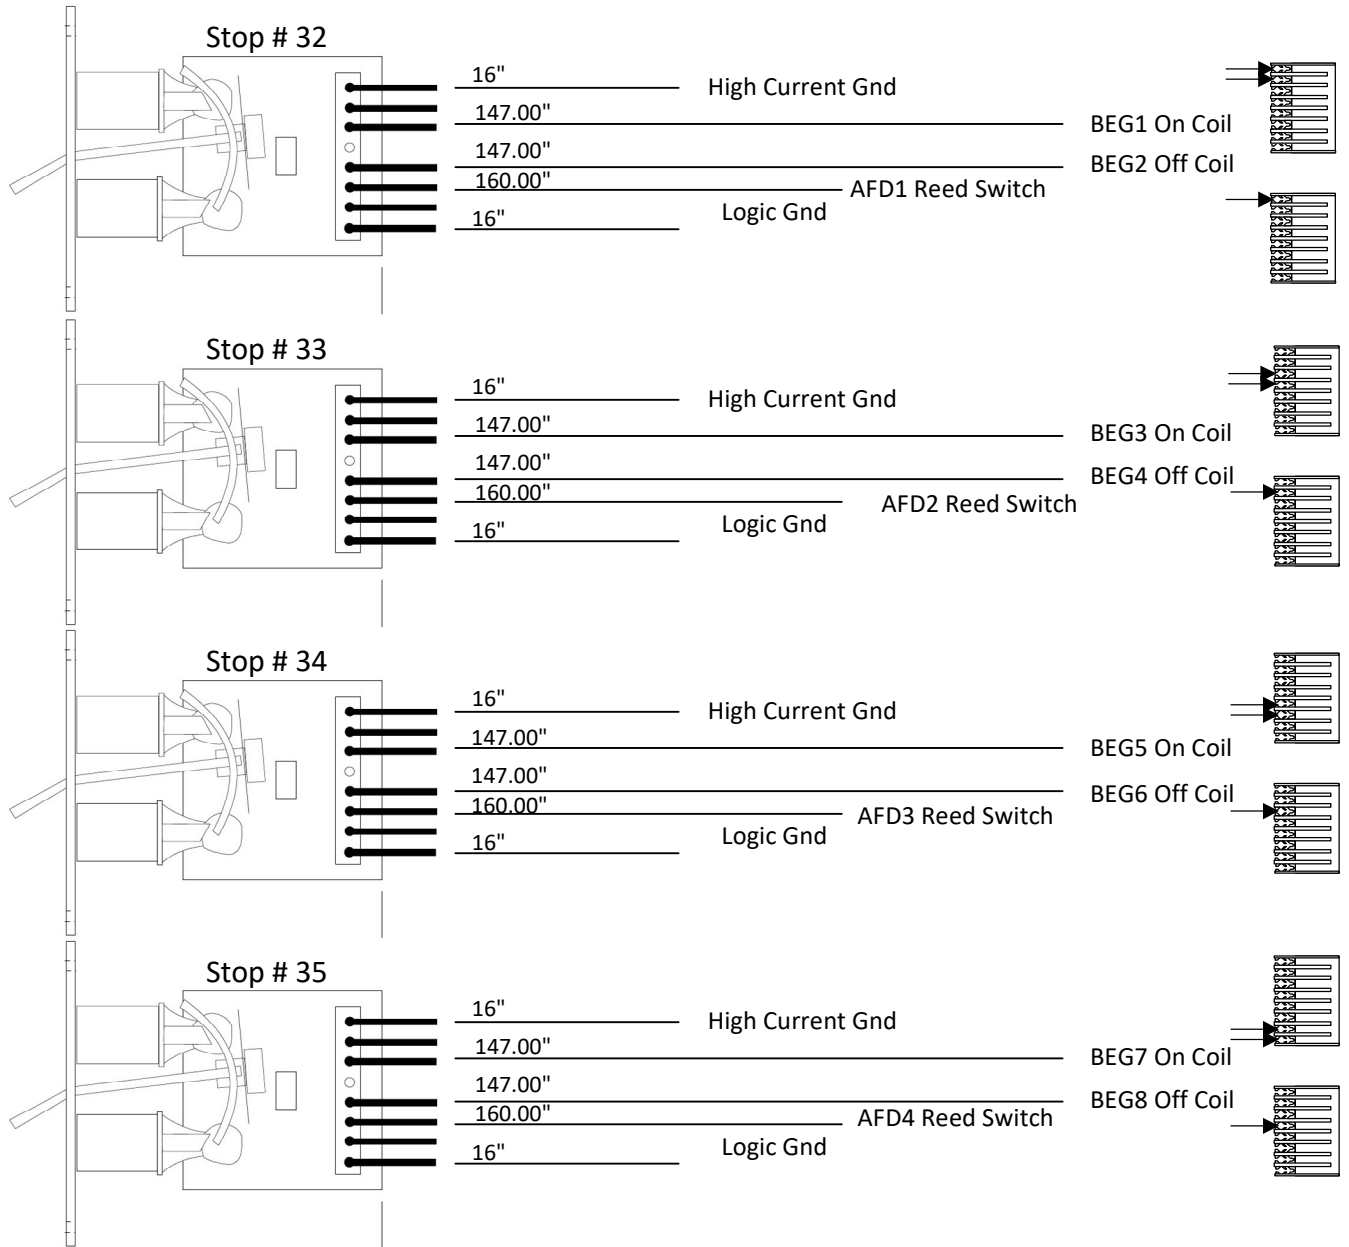 Stop # 32
16"
High Current Gnd
147.00"
BEG1 On Coil
147.00"
BEG2 Off Coil
160.00"
AFD1 Reed Switch
Logic Gnd
16"
Stop # 33
16"
High Current Gnd
147.00"
BEG3 On Coil
147.00"
BEG4 Off Coil
160.00"
AFD2 Reed Switch
Logic Gnd
16"
Stop # 34
16"
High Current Gnd
147.00"
BEG5 On Coil
147.00"
BEG6 Off Coil
160.00"
AFD3 Reed Switch
Logic Gnd
16"
Stop # 35
16"
High Current Gnd
147.00"
BEG7 On Coil
147.00"
BEG8 Off Coil
160.00"
AFD4 Reed Switch
Logic Gnd
16"